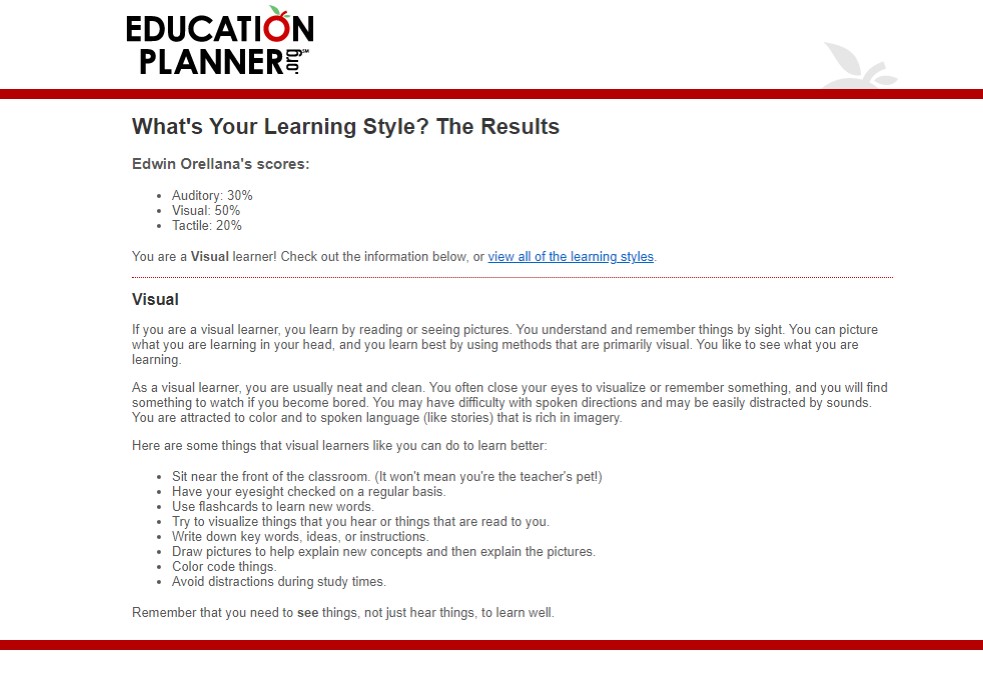 EDUCATION
PLANNER.org℠
What's Your Learning Style? The Results
Edwin Orellana's scores:
• Auditory: 30%
• Visual: 50%
• Tactile: 20%
You are a Visual learner! Check out the information below, or view all of the learning styles.
Visual
If you are a visual learner, you learn by reading or seeing pictures. You understand and remember things by sight. You can picture
what you are learning in your head, and you learn best by using methods that are primarily visual. You like to see what you are
learning.
As a visual learner, you are usually neat and clean. You often close your eyes to visualize or remember something, and you will find
something to watch if you become bored. You may have difficulty with spoken directions and may be easily distracted by sounds.
You are attracted to color and to spoken language (like stories) that is rich in imagery.
Here are some things that visual learners like you can do to learn better:
• Sit near the front of the classroom. (It won't mean you're the teacher's pet!)
• Have your eyesight checked on a regular basis.
• Use flashcards to learn new words.
• Try to visualize things that you hear or things that are read to you.
• Write down key words, ideas, or instructions.
• Draw pictures to help explain new concepts and then explain the pictures.
• Color code things.
• Avoid distractions during study times.
Remember that you need to see things, not just hear things, to learn well.